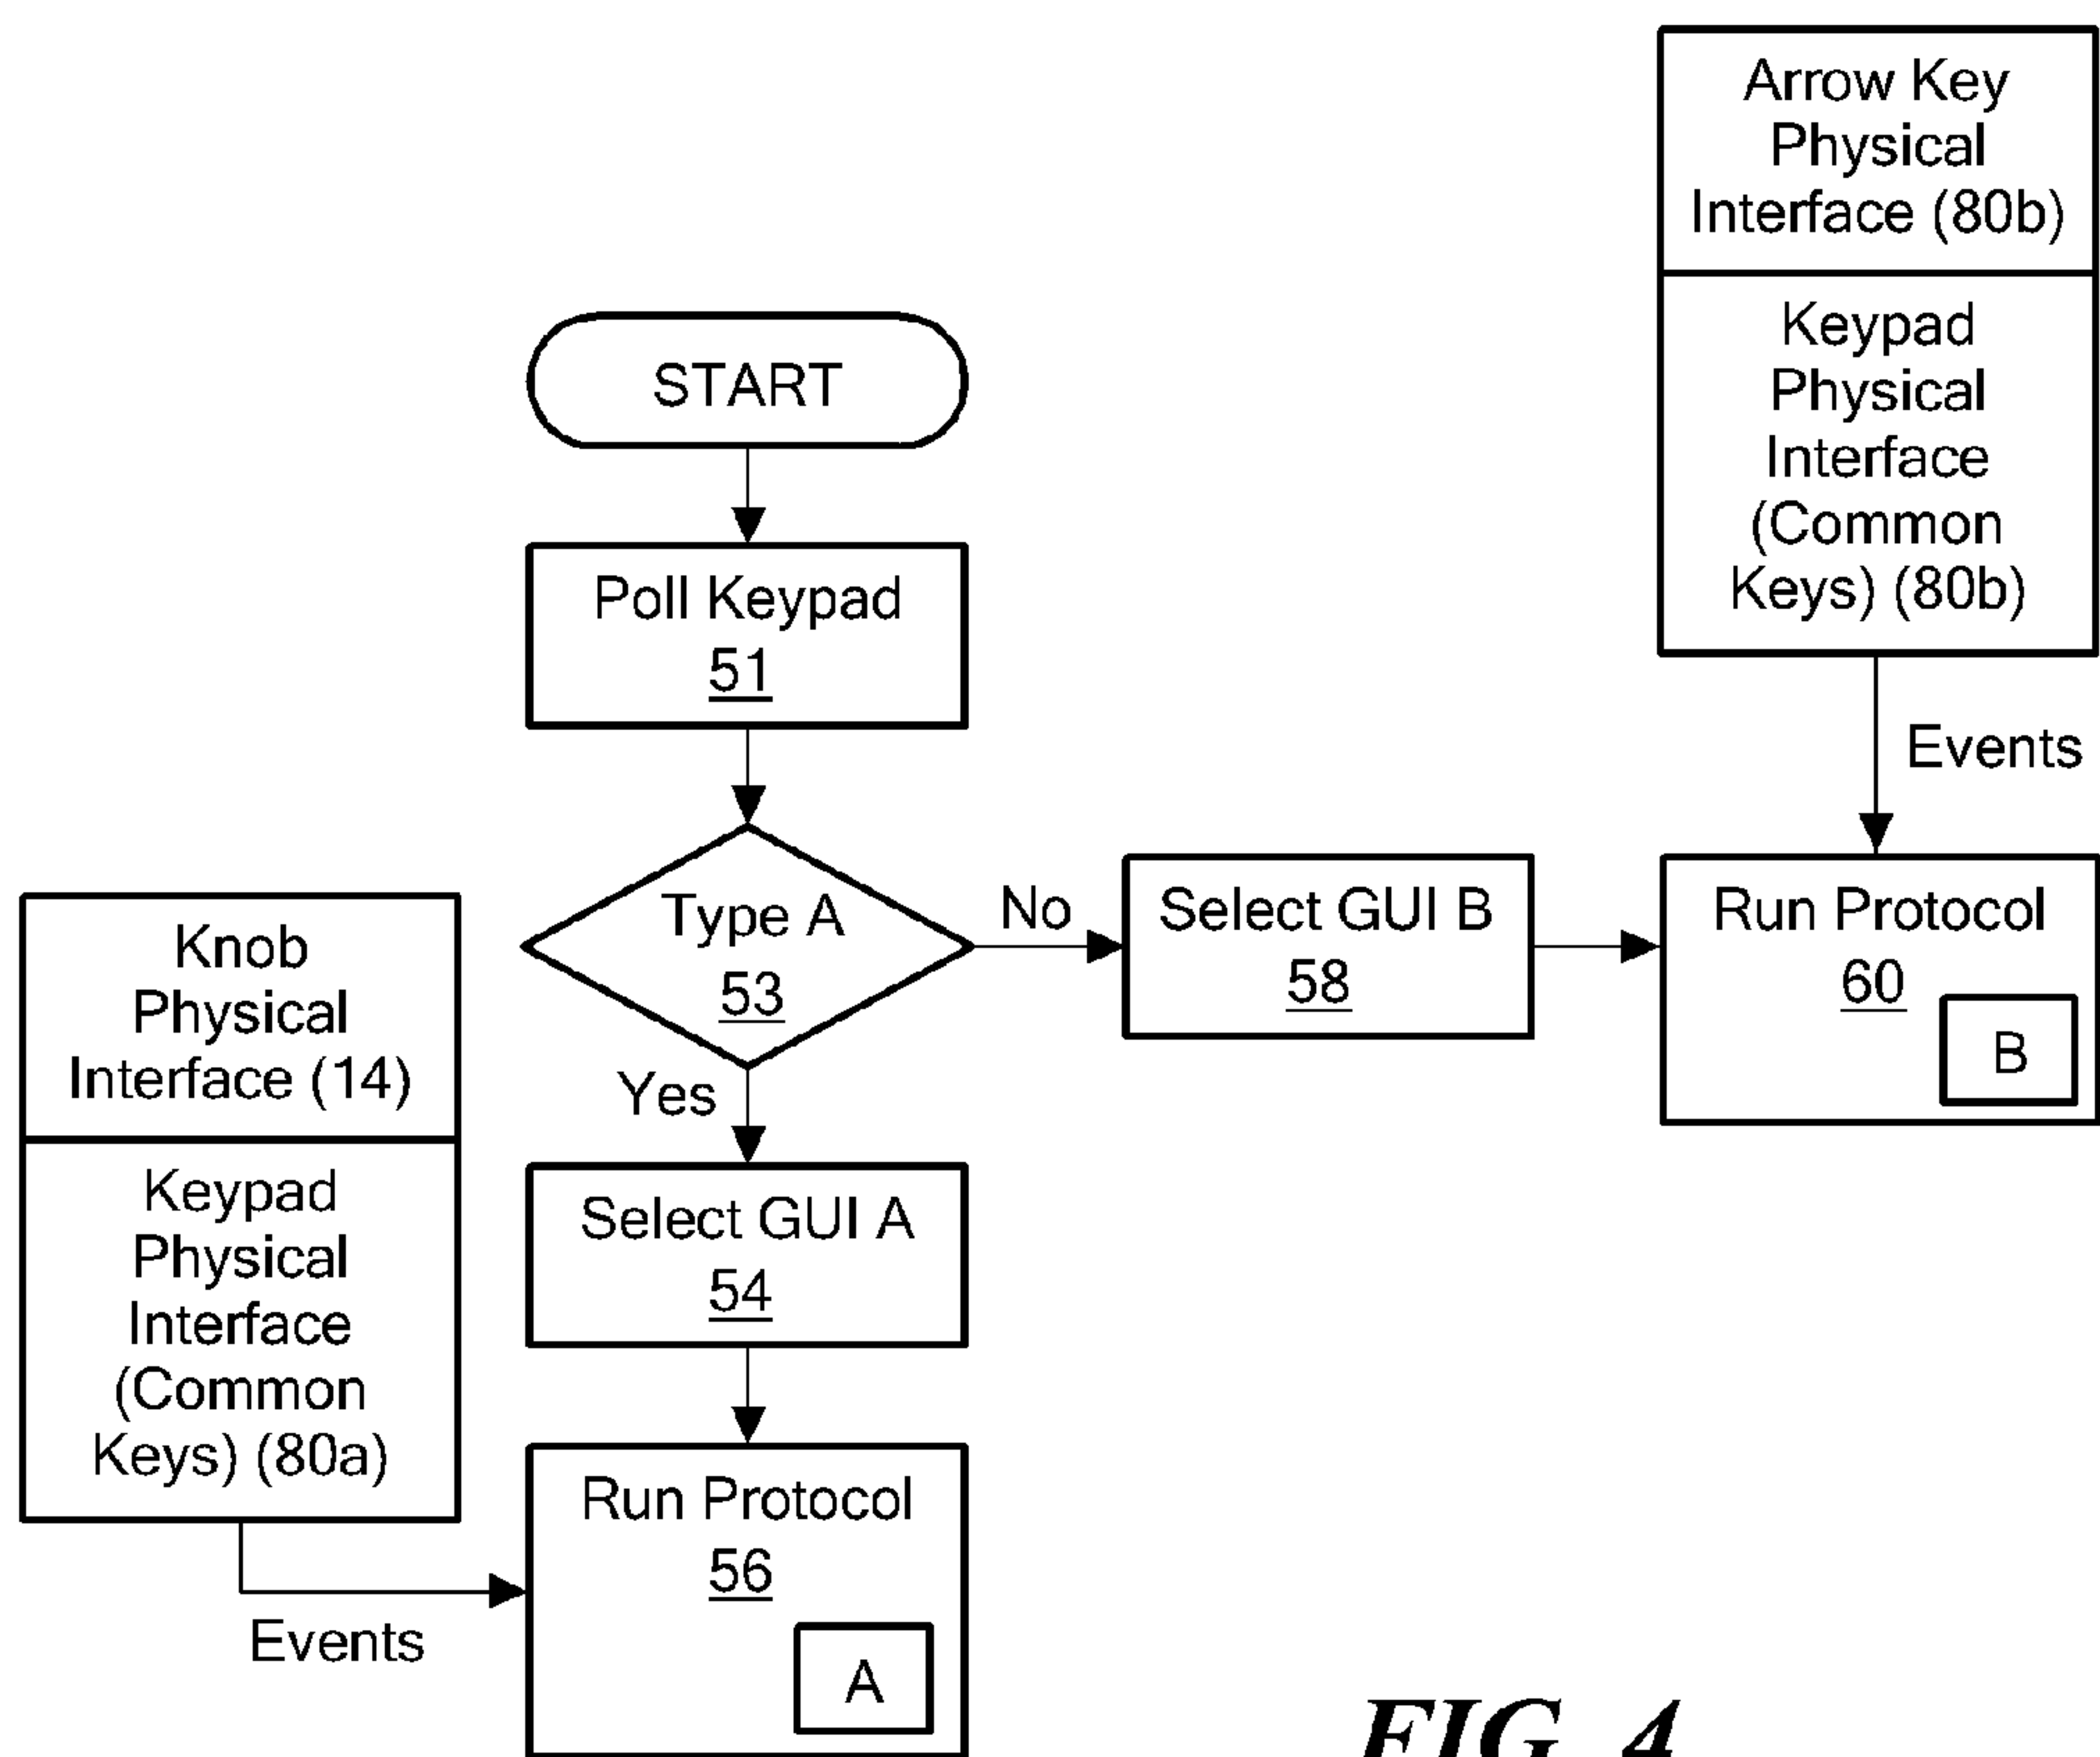 START
Poll Keypad
51
Type A
53
No
Yes
Select GUI B
58
Run Protocol
60
B
Arrow Key
Physical
Interface (80b)
Keypad
Physical
Interface
(Common
Keys) (80b)
Events
Select GUI A
54
Run Protocol
56
A
Knob
Physical
Interface (14)
Keypad
Physical
Interface
(Common
Keys) (80a)
Events
FIG. 4